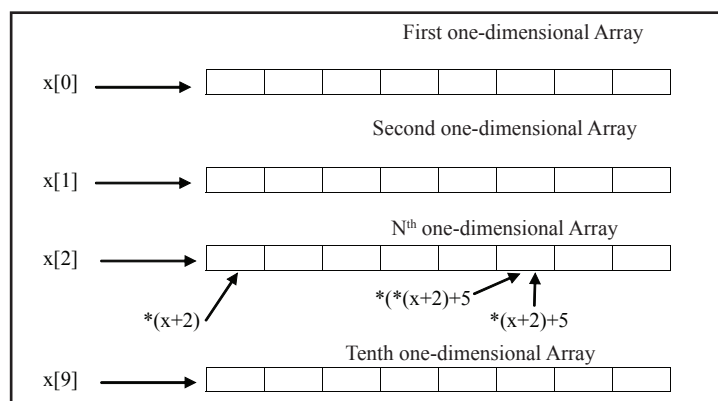 First one-dimensional Array
x[0]
Second one-dimensional Array
x[1]
Nth one-dimensional Array
x[2]
*(x+2)
*(*(x+2)+5
*(x+2)+5
Tenth one-dimensional Array
x[9]